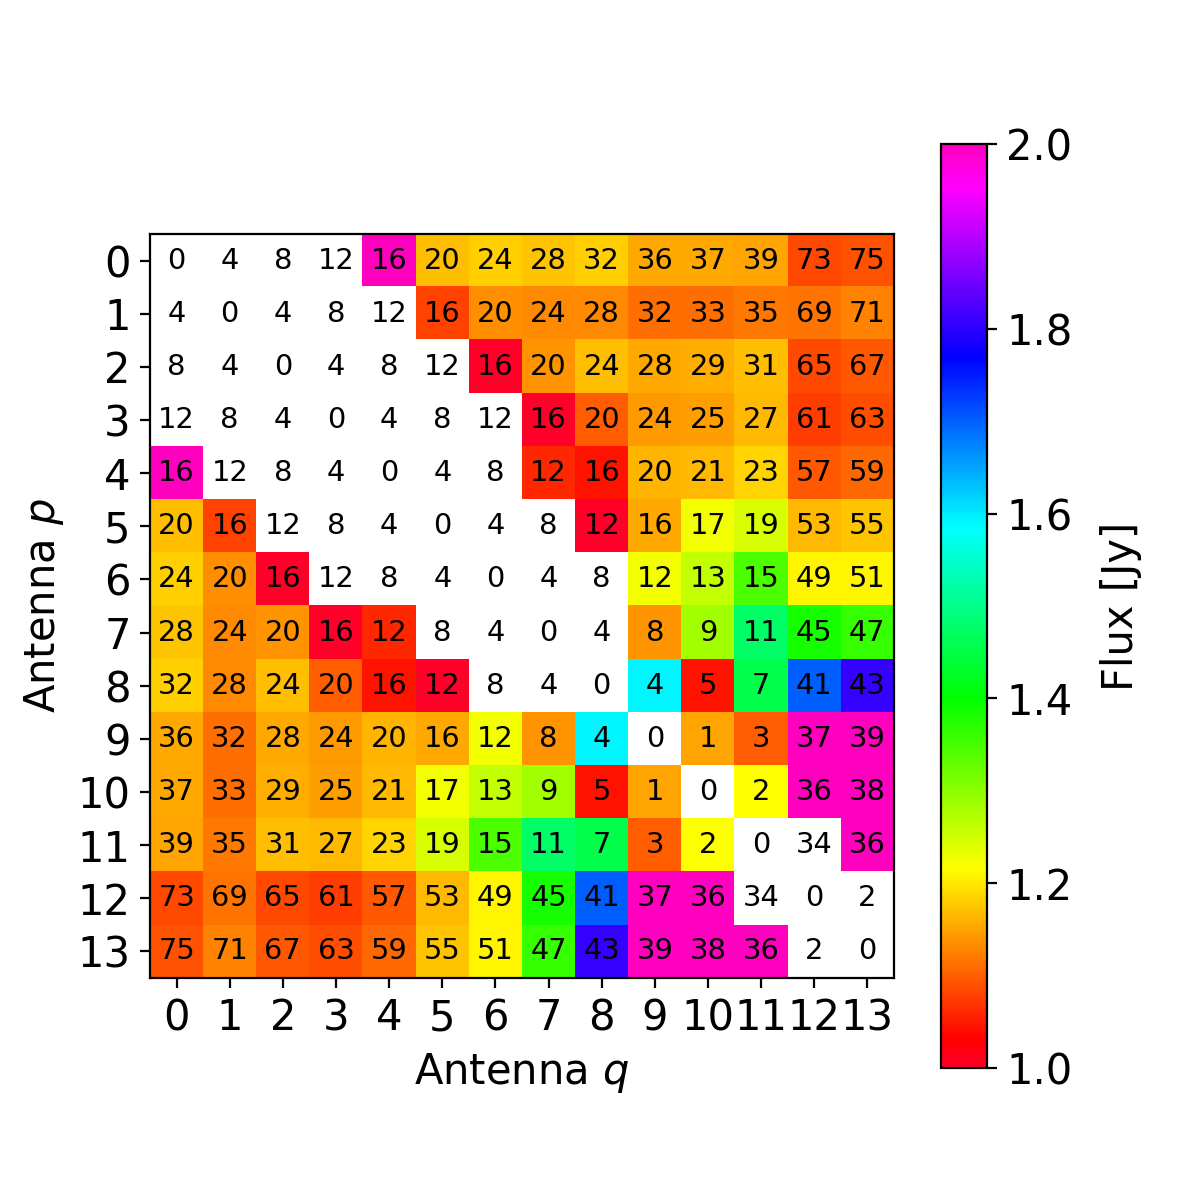 2.0
0 0 4 8 12 16 20 24 28 32 36 37 39 73 75
1 4 0 4 8 12 16 20 24 28 32 33 35 69 71
1.8
2 8 4 0 4 8 12 16 20 24 28 29 31 65 67
3 12 8 4 0 4 8 12 16 20 24 25 27 61 63
4 16 12 8 4 0 4 8 12 16 20 21 23 57 59
1.6
5 20 16 12 8 4 0 4 8 12 16 17 19 53 55
6 24 20 16 12 8 4 0 4 8 12 13 15 49 51
Antenna p
Flux [Jy]
7 28 24 20 16 12 8 4 0 4 8 9 11 45 47
8 32 28 24 20 16 12 8 4 0 4 5 7 41 43
1.4
9 36 32 28 24 20 16 12 8 4 0 1 3 37 39
10 37 33 29 25 21 17 13 9 5 1 0 2 36 38
11 39 35 31 27 23 19 15 11 7 3 2 0 34 36
1.2
12 73 69 65 61 57 53 49 45 41 37 36 34 0 2
13 75 71 67 63 59 55 51 47 43 39 38 36 2 0
0 1 2 3 4 5 6 7 8 9 10 11 12 13
1.0
Antenna q